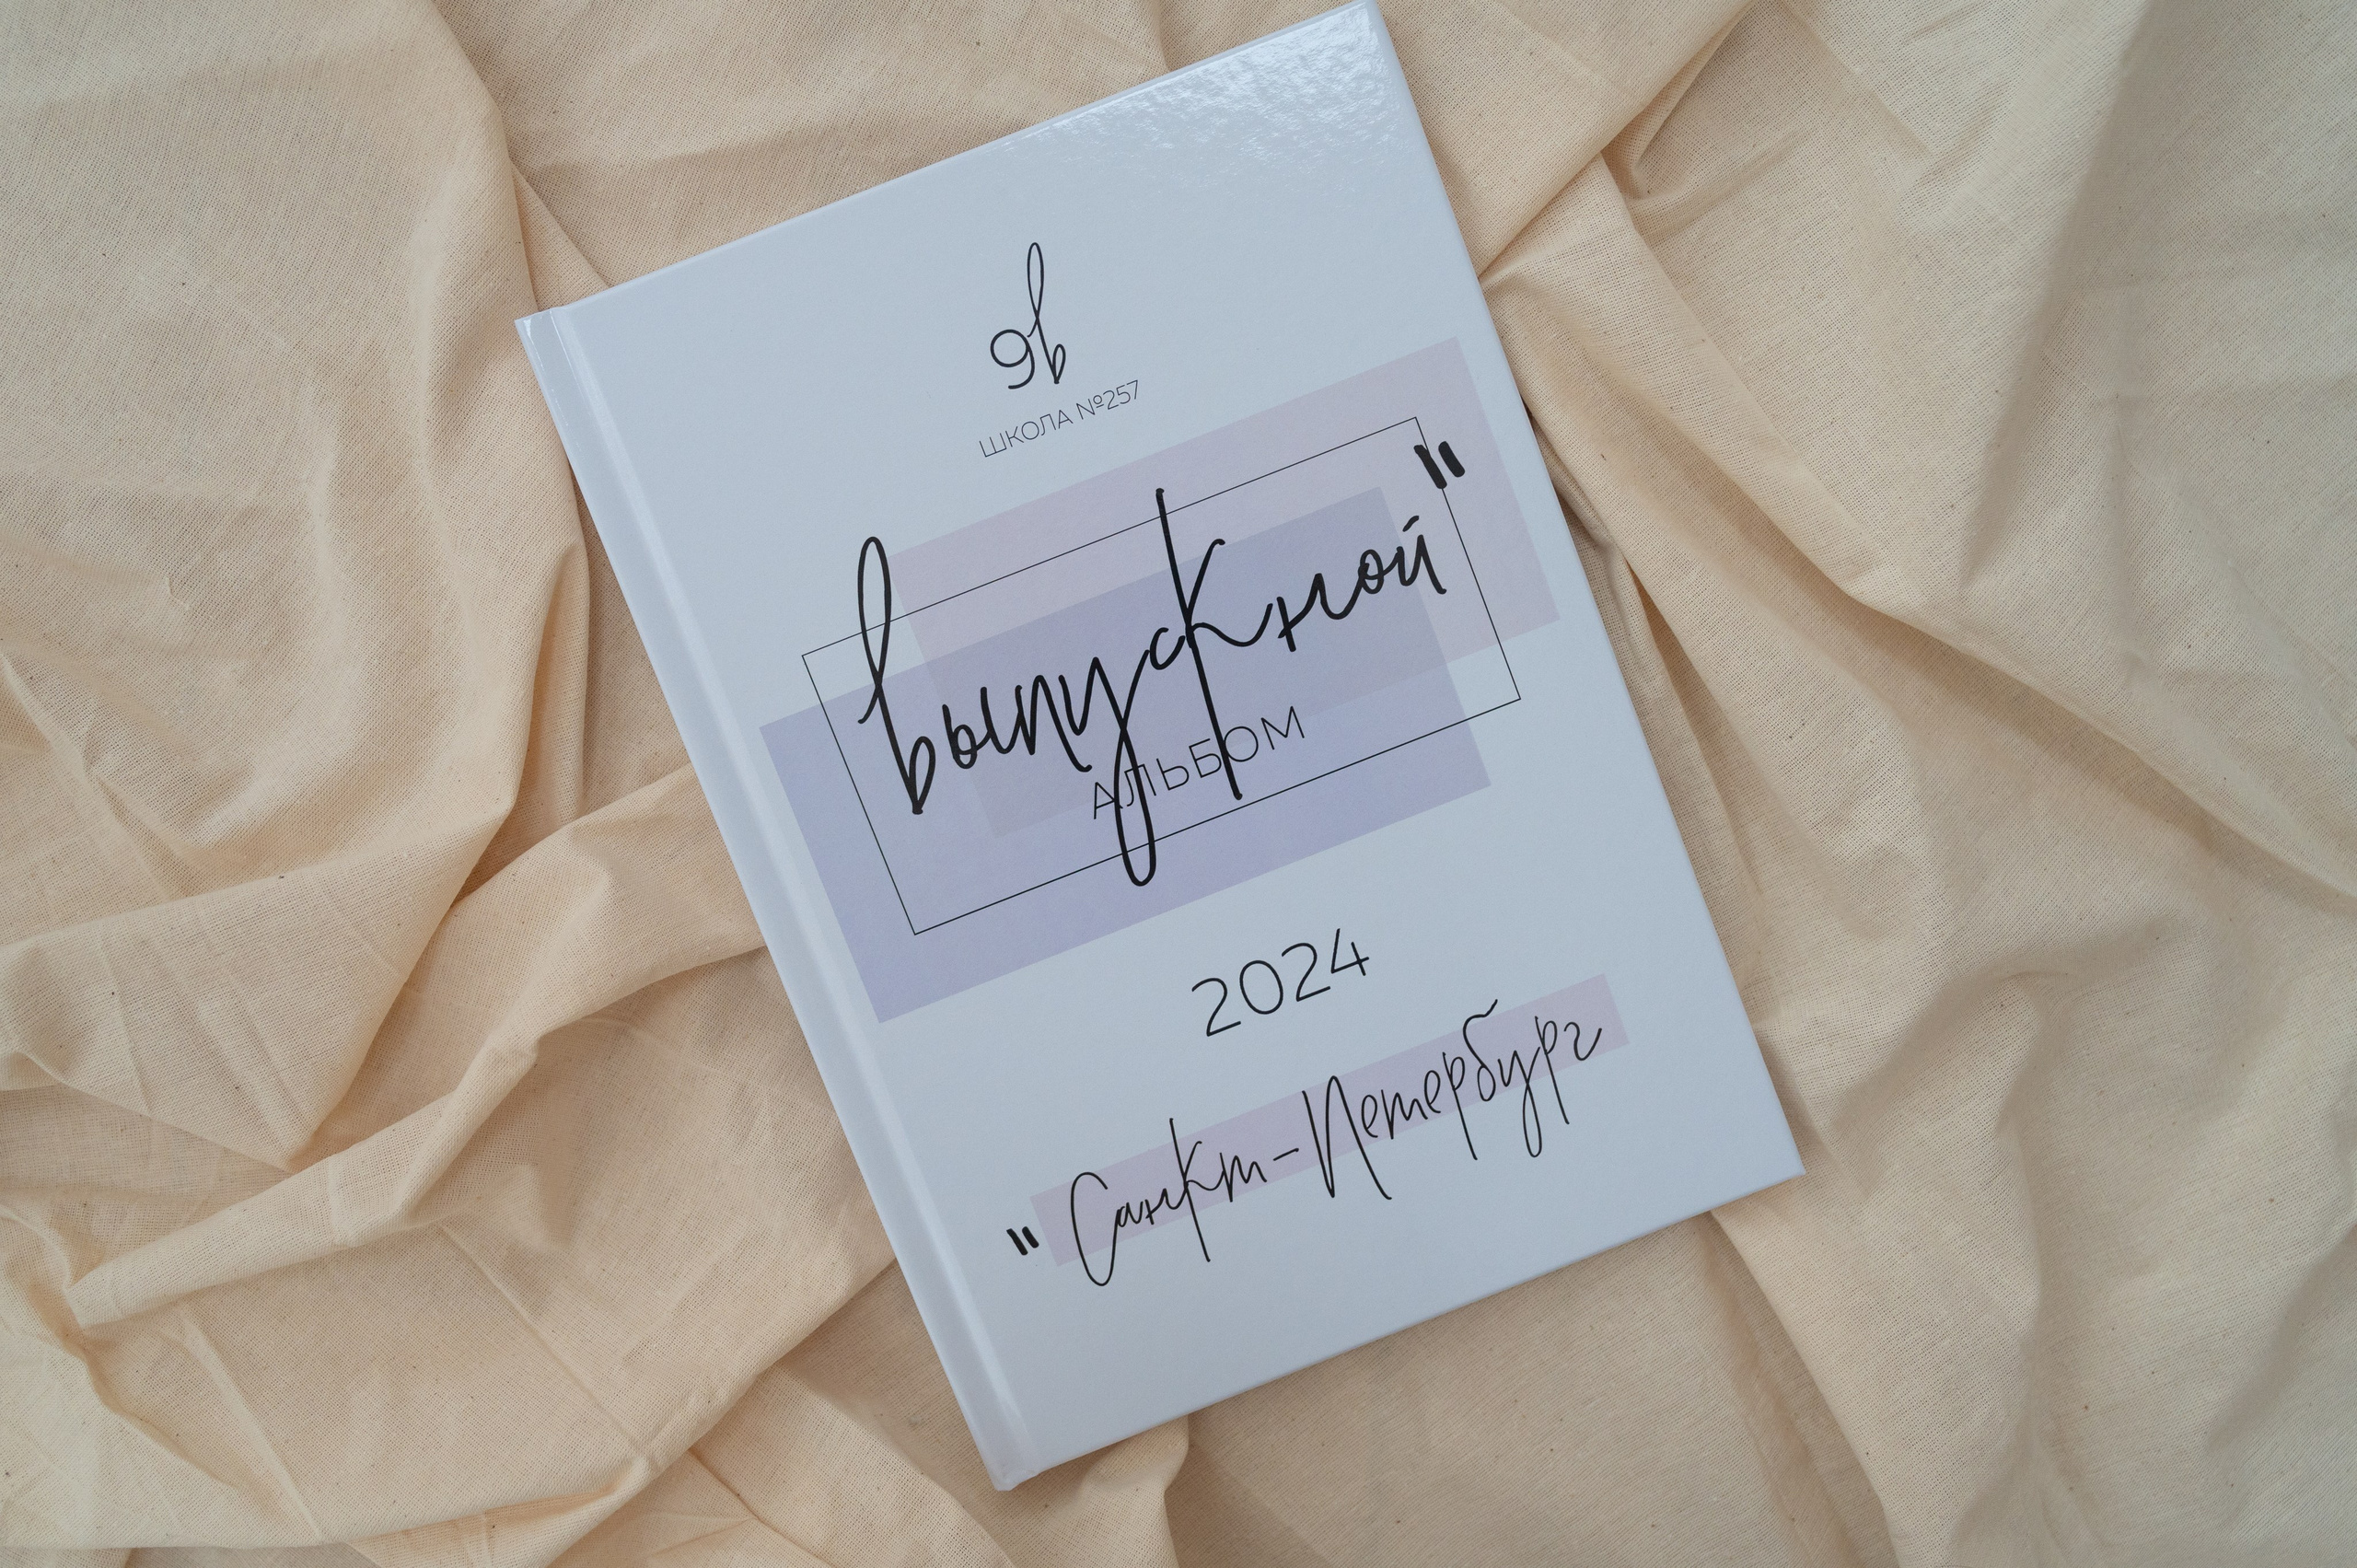 9в
ШКОЛА №257
выпускной"
АЛЬБОМ
2024
"Санкт-Петербург